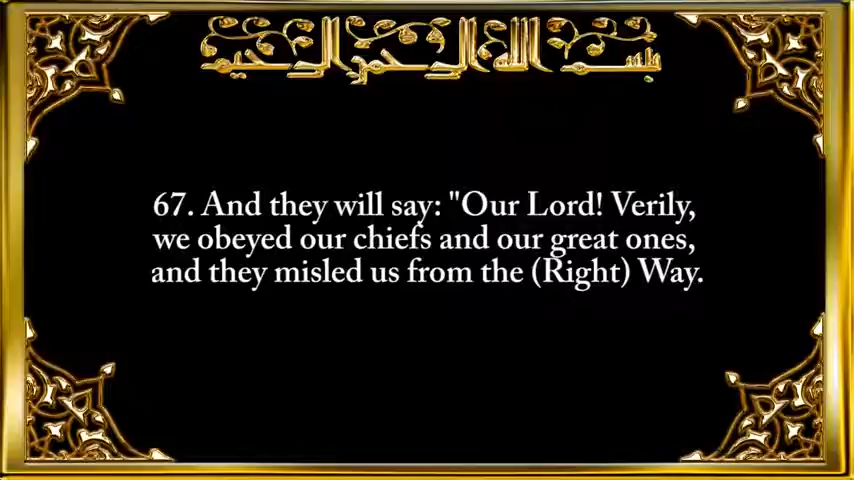 بسم الله الرحمن الرحيم
67. And they will say: "Our Lord! Verily,
we obeyed our chiefs and our great ones,
and they misled us from the (Right) Way.